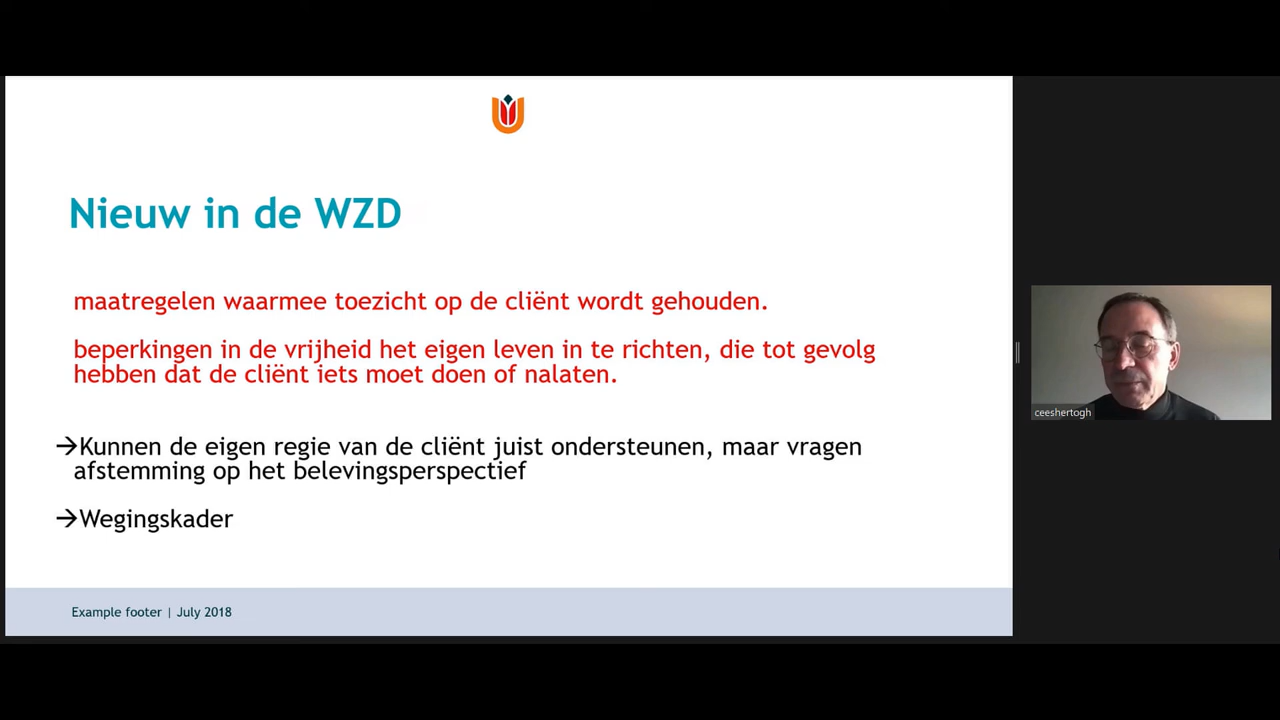 Nieuw in de WZD
maatregelen waarmee toezicht op de cliënt wordt gehouden.
beperkingen in de vrijheid het eigen leven in te richten, die tot gevolg
hebben dat de cliënt iets moet doen of nalaten.
→Kunnen de eigen regie van de cliënt juist ondersteunen, maar vragen
afstemming op het belevingsperspectief
→Wegingskader
Example footer | July 2018
ceeshertogh